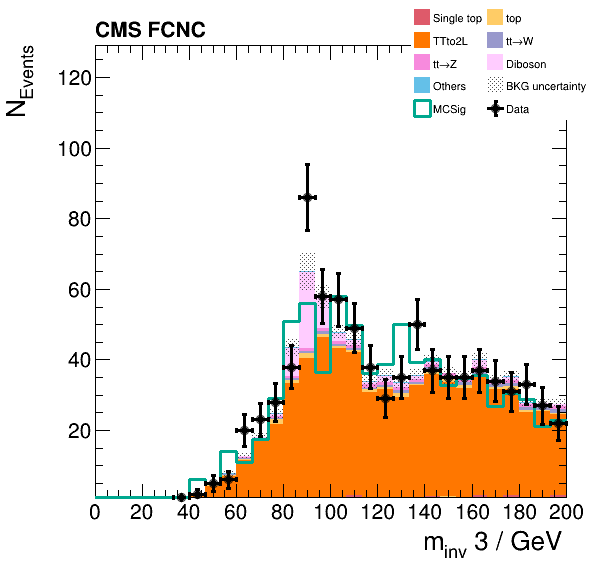 CMS FCNC
Single top
top
TTto2L
tt→W
tt→Z
Diboson
Others
BKG uncertainty
MCSig
Data
N_Events
120
100
80
60
40
20
0 20 40 60 80 100 120 140 160 180 200
m_inv 3 / GeV